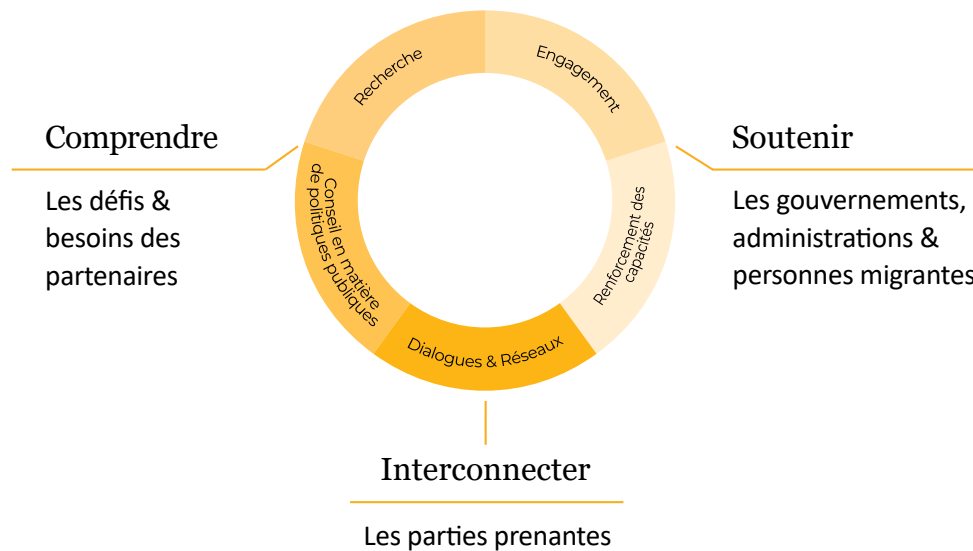 Recherche
Engagement
Comprendre
Les défis &
besoins des
partenaires
Conseil en matière
de politiques publiques
Renforcement des
capacités
Soutenir
Les gouvernements,
administrations &
personnes migrantes
Dialogues & Réseaux
Interconnecter
Les parties prenantes